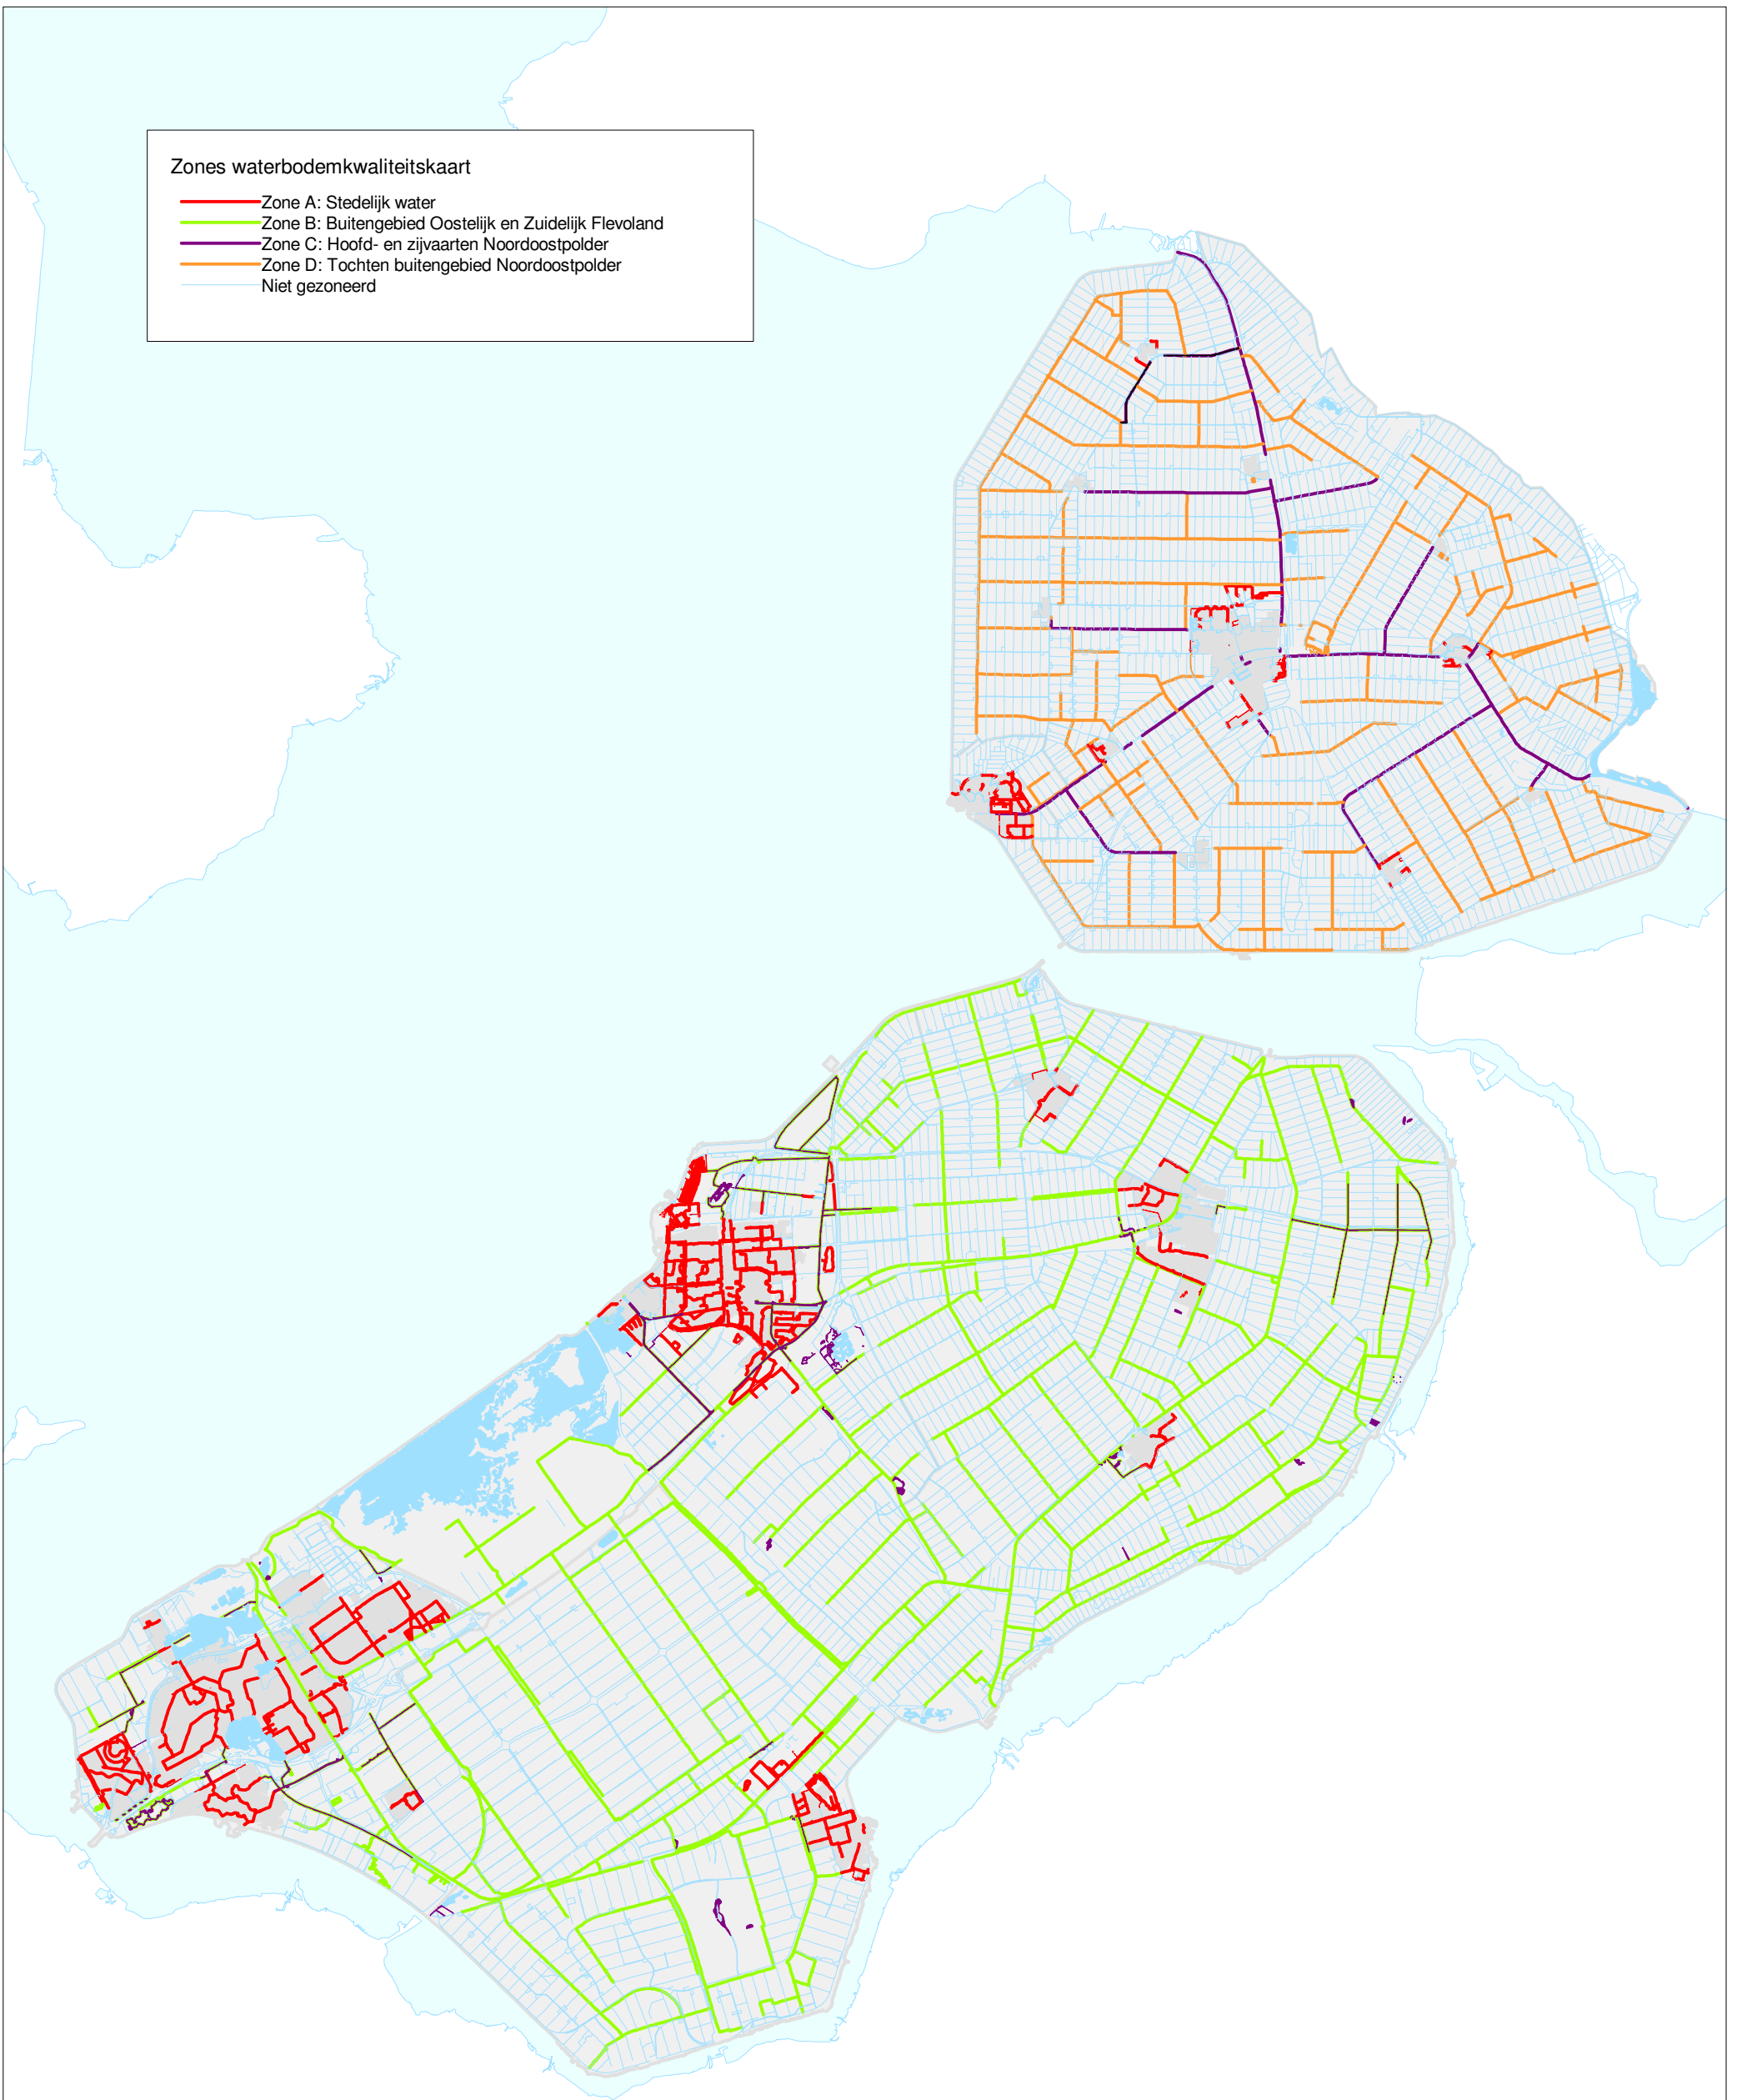 Zones waterbodemkwaliteitskaart
Zone A: Stedelijk water
Zone B: Buitengebied Oostelijk en Zuidelijk Flevoland
Zone C: Hoofd- en zijvaarten Noordoostpolder
Zone D: Tochten buitengebied Noordoostpolder
Niet gezoneerd